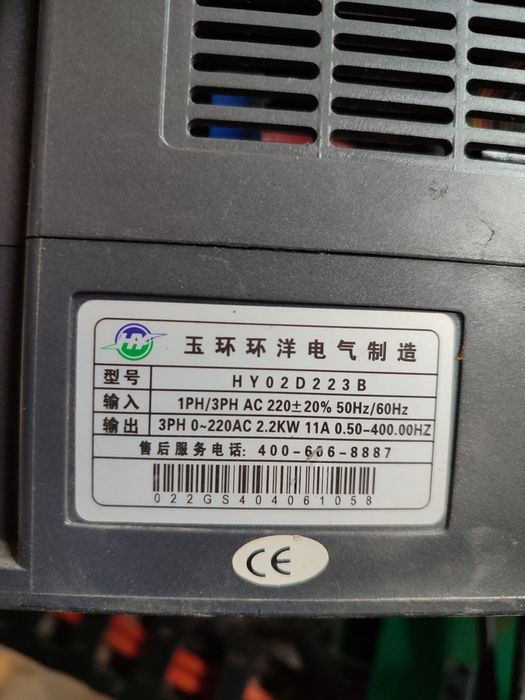 HY 玉环环洋电气制造
型号 HY02D223B
输入 1PH/3PH AC 220±20% 50Hz/60Hz
输出 3PH 0~220AC 2.2KW 11A 0.50-400.00HZ
售后服务电话: 400-606-8887
022GS404061058
CE